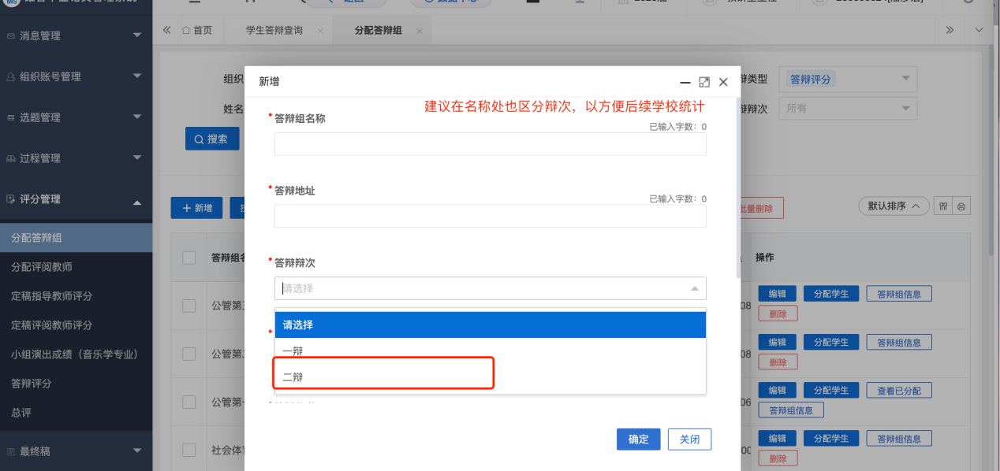 消息管理
组织账号管理
选题管理
过程管理
评分管理
分配答辩组
分配评阅教师
定稿指导教师评分
定稿评阅教师评分
小组演出成绩（音乐学专业）
答辩评分
总评
最终稿
首页
学生答辩查询
分配答辩组
组织
姓名
搜索
辩类型
答辩评分
辩辩次
所有
新增
批量删除
默认排序
答辩组名
操作
公管第
编辑
分配学生
答辩组信息
删除
08
公管第
编辑
分配学生
答辩组信息
删除
08
公管第
编辑
分配学生
查看已分配
答辩组信息
06
社会体
编辑
分配学生
答辩组信息
删除
新增
建议在名称处也区分辩次，以方便后续学校统计
*答辩组名称
已输入字数：0
*答辩地址
已输入字数：0
*答辩辩次
请选择
请选择
一辩
二辩
确定
关闭